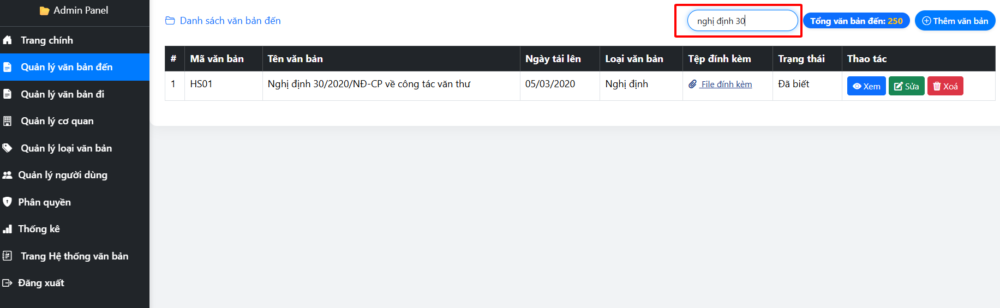 Admin Panel
Trang chính
Quản lý văn bản đến
Quản lý văn bản đi
Quản lý cơ quan
Quản lý loại văn bản
Quản lý người dùng
Phân quyền
Thống kê
Trang Hệ thống văn bản
Đăng xuất
Danh sách văn bản đến
nghị định 30
Tổng văn bản đến: 250
Thêm văn bản
# Mã văn bản Tên văn bản Ngày tải lên Loại văn bản Tệp đính kèm Trạng thái Thao tác
1 HS01 Nghị định 30/2020/NĐ-CP về công tác văn thư 05/03/2020 Nghị định File đính kèm Đã biết Xem Sửa Xoá